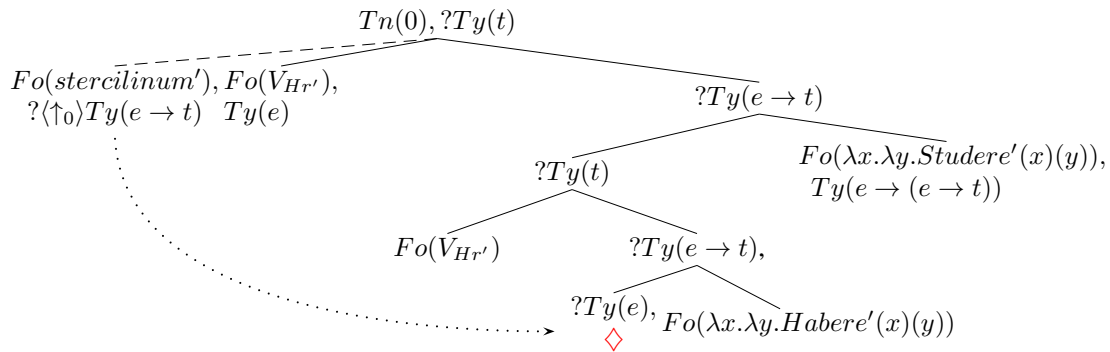 Tn(0), ?Ty(t)
Fo(stercilinum′), Fo(V_{Hr′}),
?⟨↑₀⟩Ty(e → t) Ty(e)
?Ty(e → t)
?Ty(t)
Fo(λx.λy.Studere′(x)(y)),
Ty(e → (e → t))
Fo(V_{Hr′})
?Ty(e → t),
?Ty(e),
Fo(λx.λy.Habere′(x)(y))
♢